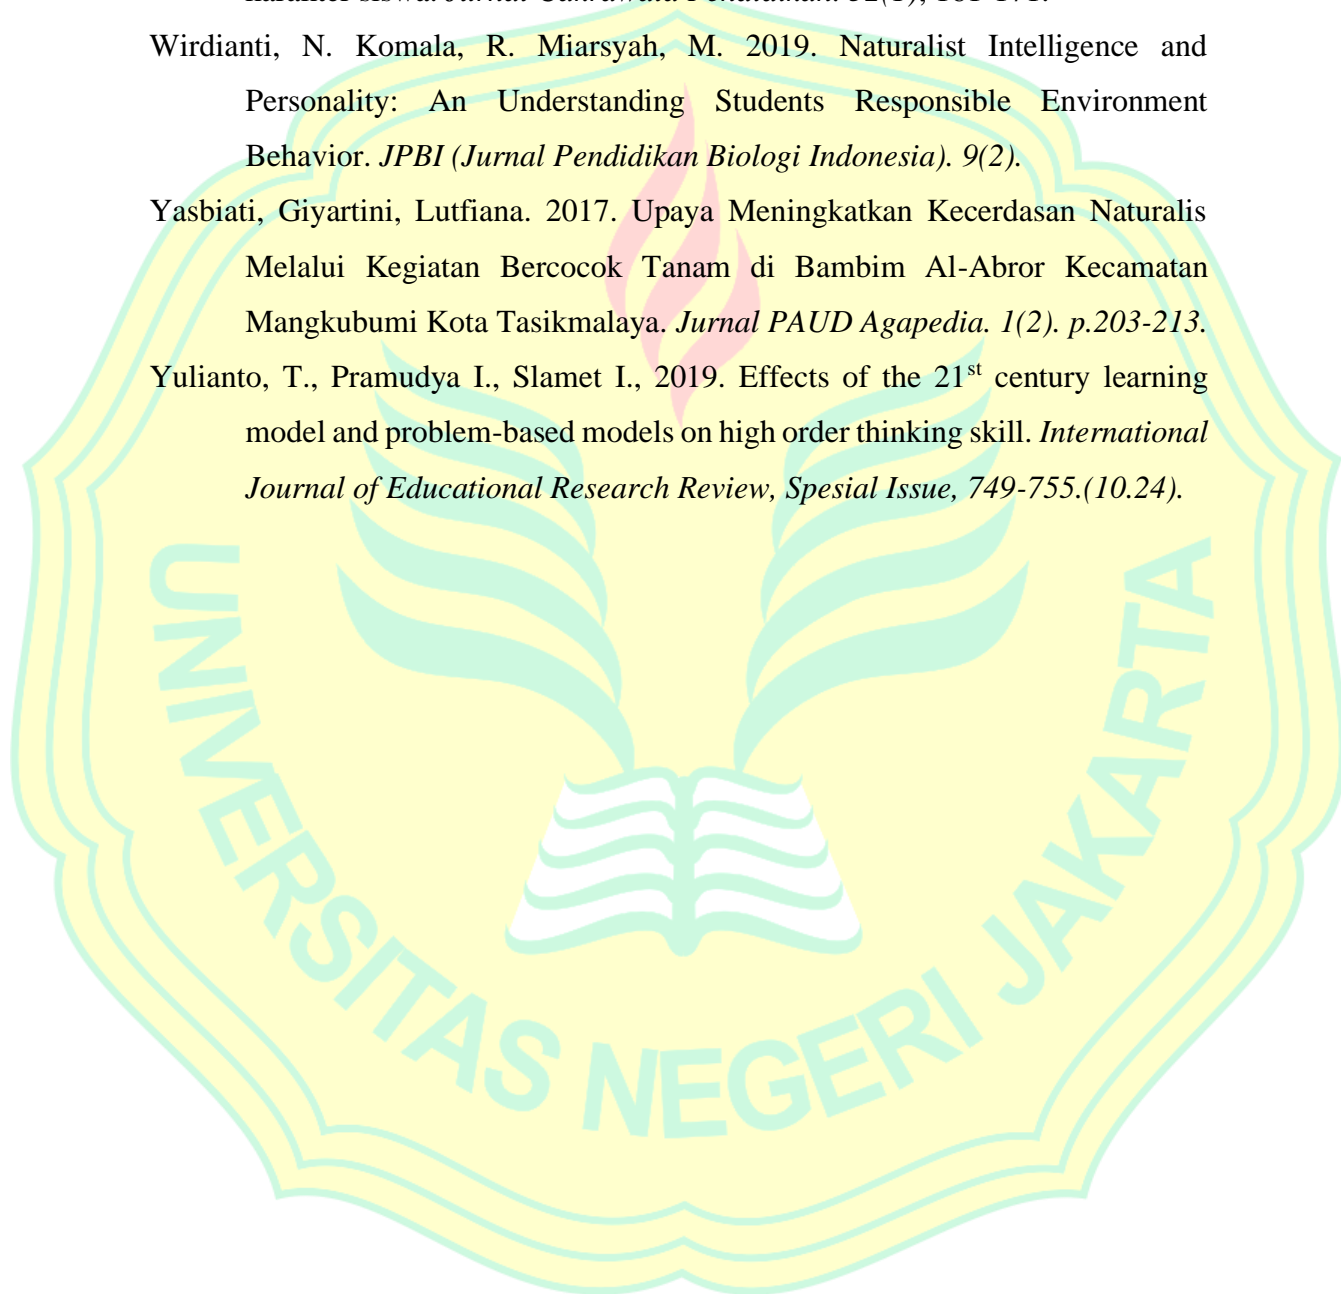 Wirdianti, N. Komala, R. Miarsyah, M. 2019. Naturalist Intelligence and
Personality: An Understanding Students Responsible Environment
Behavior. JPBI (Jurnal Pendidikan Biologi Indonesia). 9(2).
Yasbiati, Giyartini, Lutfiana. 2017. Upaya Meningkatkan Kecerdasan Naturalis
Melalui Kegiatan Bercocok Tanam di Bambim Al-Abror Kecamatan
Mangkubumi Kota Tasikmalaya. Jurnal PAUD Agapedia. 1(2). p.203-213.
Yulianto, T., Pramudya I., Slamet I., 2019. Effects of the 21st century learning
model and problem-based models on high order thinking skill. International
Journal of Educational Research Review, Spesial Issue, 749-755.(10.24).
UNIVERSITAS NEGERI JAKARTA